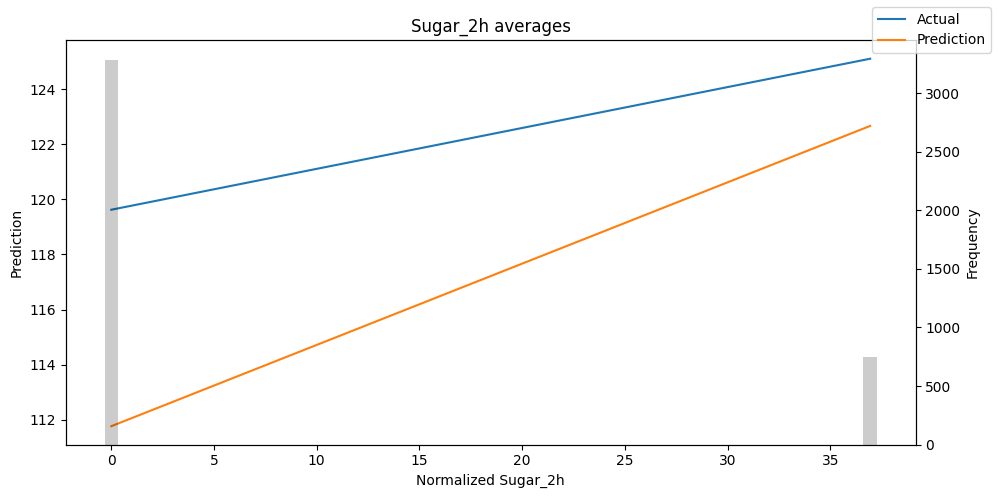 Sugar_2h averages
Actual
Prediction
124
122
120
118
116
114
112
Prediction
3000
2500
2000
1500
1000
500
0
Frequency
0 5 10 15 20 25 30 35
Normalized Sugar_2h